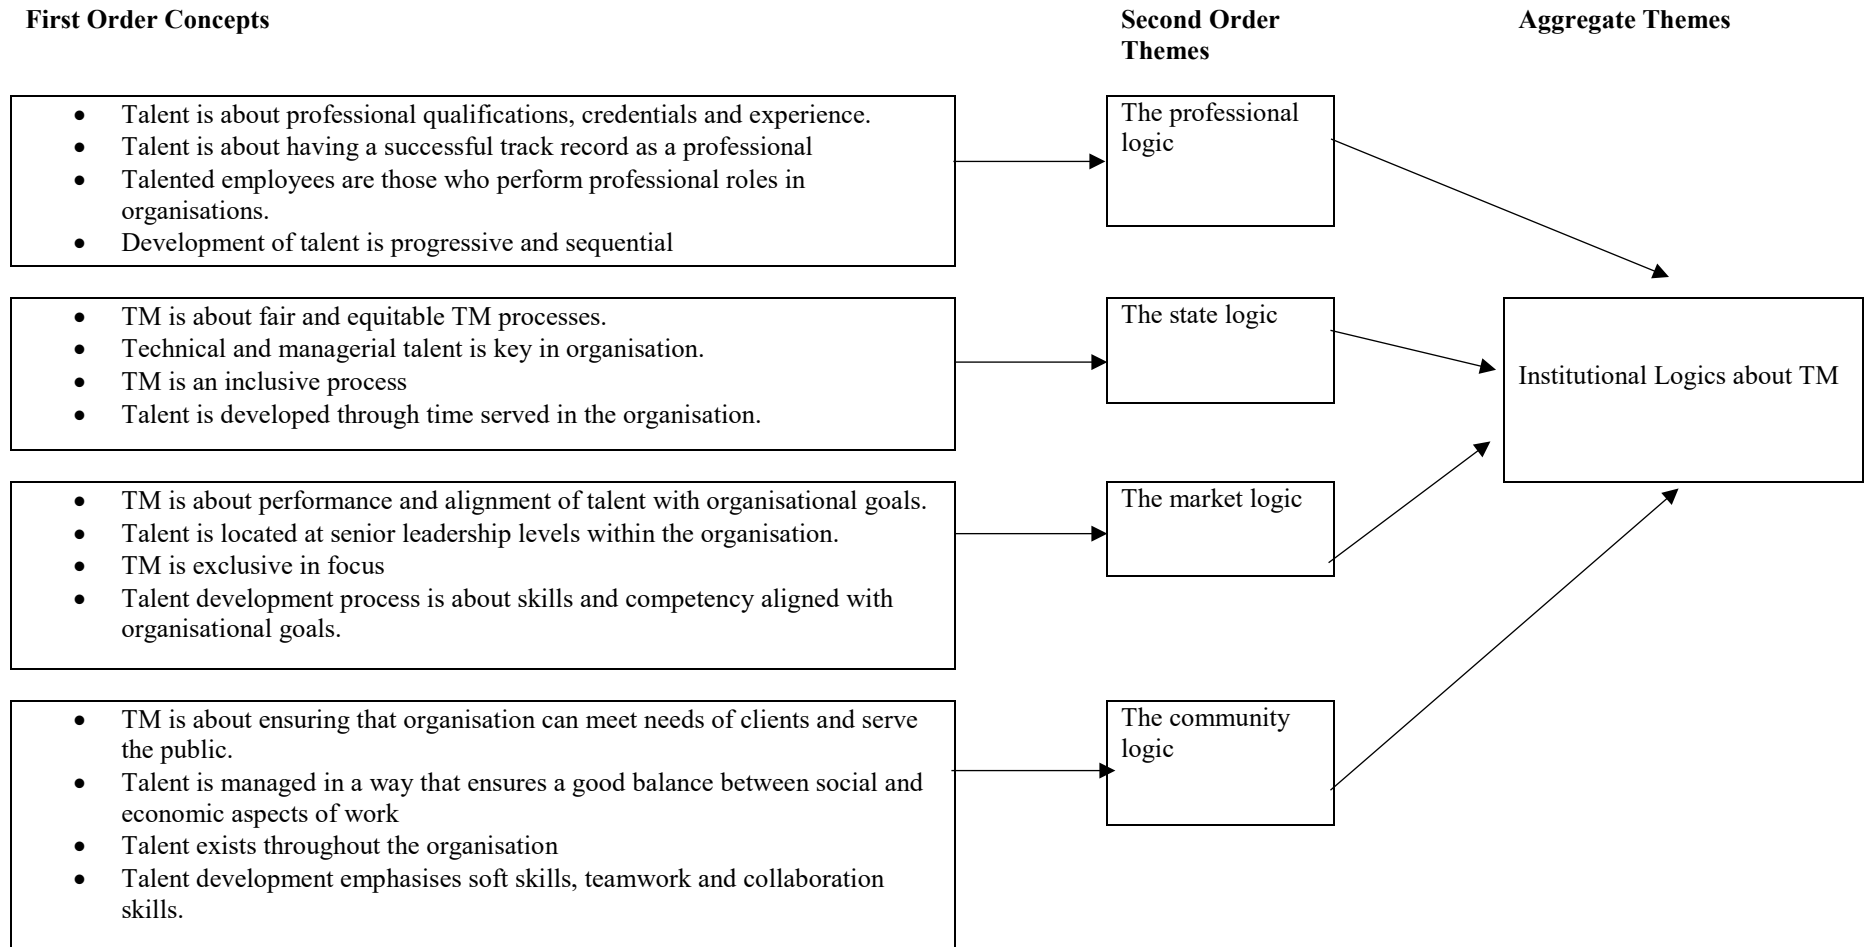 First Order Concepts
Second Order
Themes
Aggregate Themes
• Talent is about professional qualifications, credentials and experience.
• Talent is about having a successful track record as a professional
• Talented employees are those who perform professional roles in
organisations.
• Development of talent is progressive and sequential
The professional
logic
• TM is about fair and equitable TM processes.
• Technical and managerial talent is key in organisation.
• TM is an inclusive process
• Talent is developed through time served in the organisation.
The state logic
Institutional Logics about TM
• TM is about performance and alignment of talent with organisational goals.
• Talent is located at senior leadership levels within the organisation.
• TM is exclusive in focus
• Talent development process is about skills and competency aligned with
organisational goals.
The market logic
• TM is about ensuring that organisation can meet needs of clients and serve
the public.
• Talent is managed in a way that ensures a good balance between social and
economic aspects of work
• Talent exists throughout the organisation
• Talent development emphasises soft skills, teamwork and collaboration
skills.
The community
logic